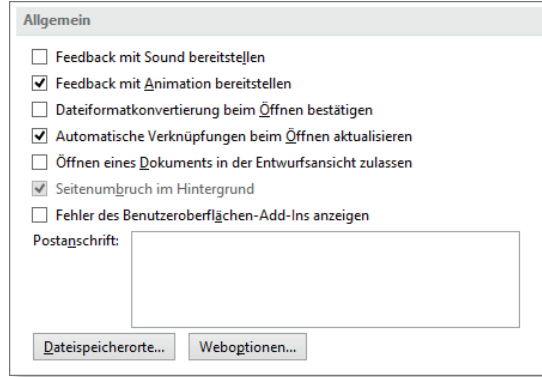 Allgemein
Feedback mit Sound bereitstellen
Feedback mit Animation bereitstellen
Dateiformatkonvertierung beim Öffnen bestätigen
Automatische Verknüpfungen beim Öffnen aktualisieren
Öffnen eines Dokuments in der Entwurfsansicht zulassen
Seitenumbruch im Hintergrund
Fehler des Benutzeroberflächen-Add-Ins anzeigen
Postanschrift:
Dateispeicherorte... Weboptionen...